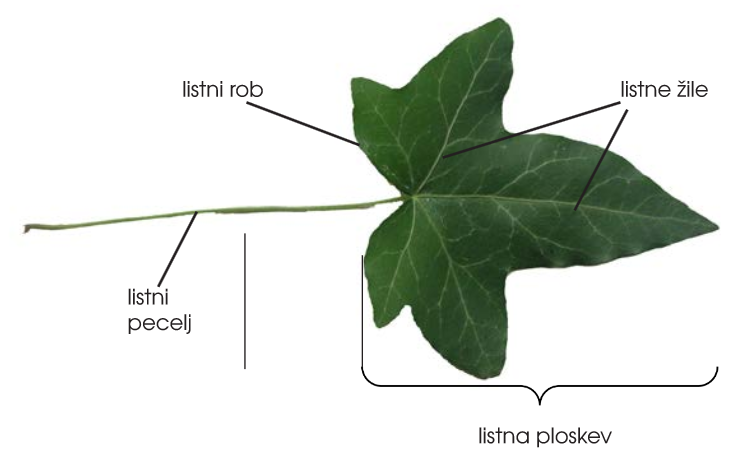 listni rob
listne žile
listni
pecelj
listna ploskev